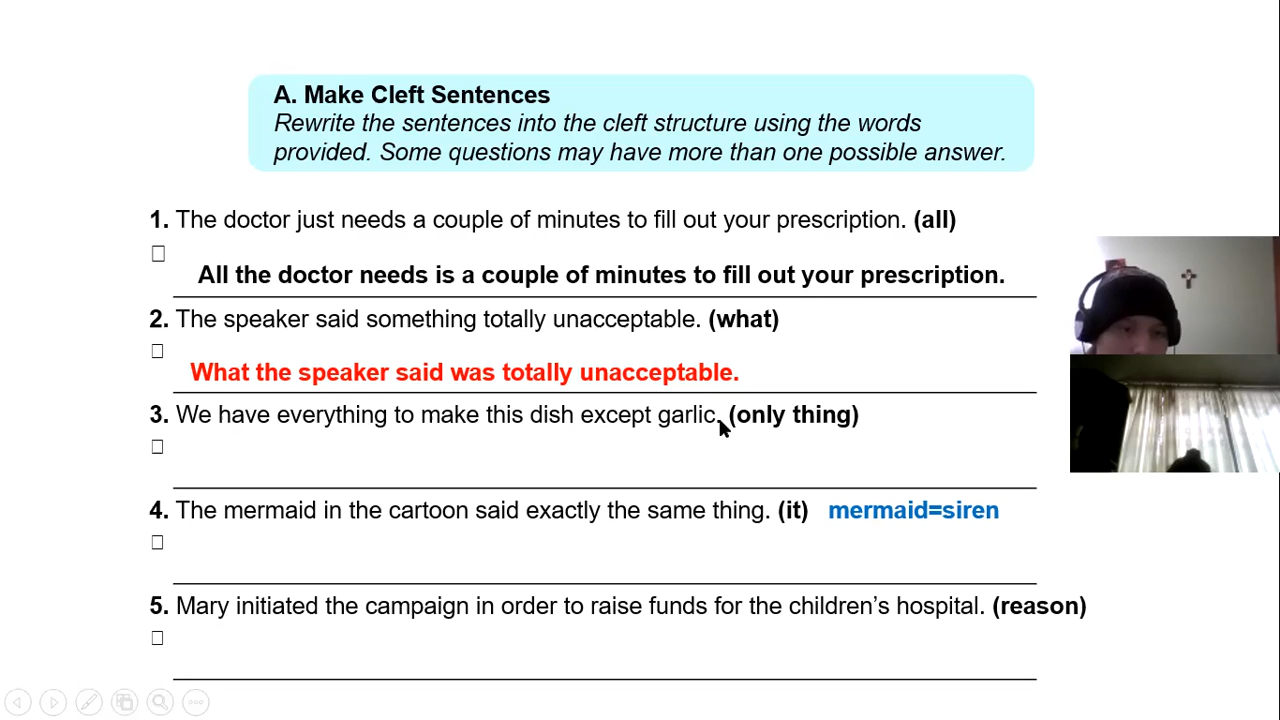 A. Make Cleft Sentences
Rewrite the sentences into the cleft structure using the words
provided. Some questions may have more than one possible answer.
1. The doctor just needs a couple of minutes to fill out your prescription. (all)
All the doctor needs is a couple of minutes to fill out your prescription.
2. The speaker said something totally unacceptable. (what)
What the speaker said was totally unacceptable.
3. We have everything to make this dish except garlic. (only thing)
4. The mermaid in the cartoon said exactly the same thing. (it) mermaid=siren
5. Mary initiated the campaign in order to raise funds for the children’s hospital. (reason)